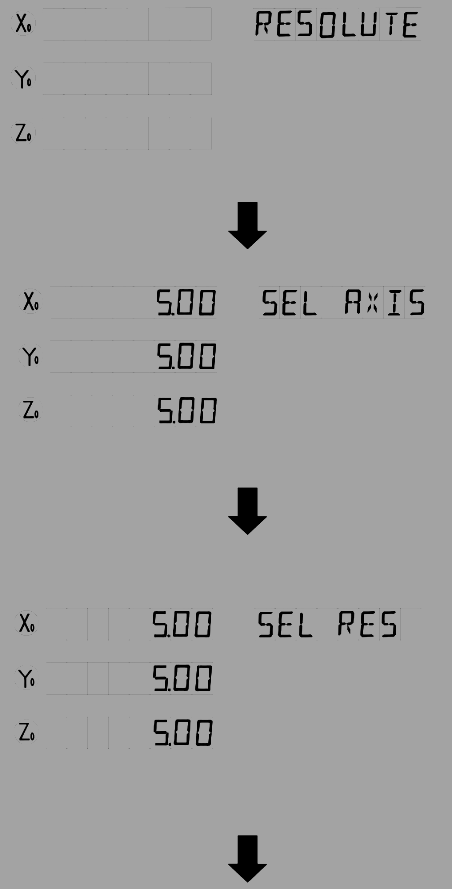 X₀ RESOLUTE
Y₀
Z₀
X₀ 5.00 SEL AXIS
Y₀ 5.00
Z₀ 5.00
X₀ 5.00 SEL RES
Y₀ 5.00
Z₀ 5.00